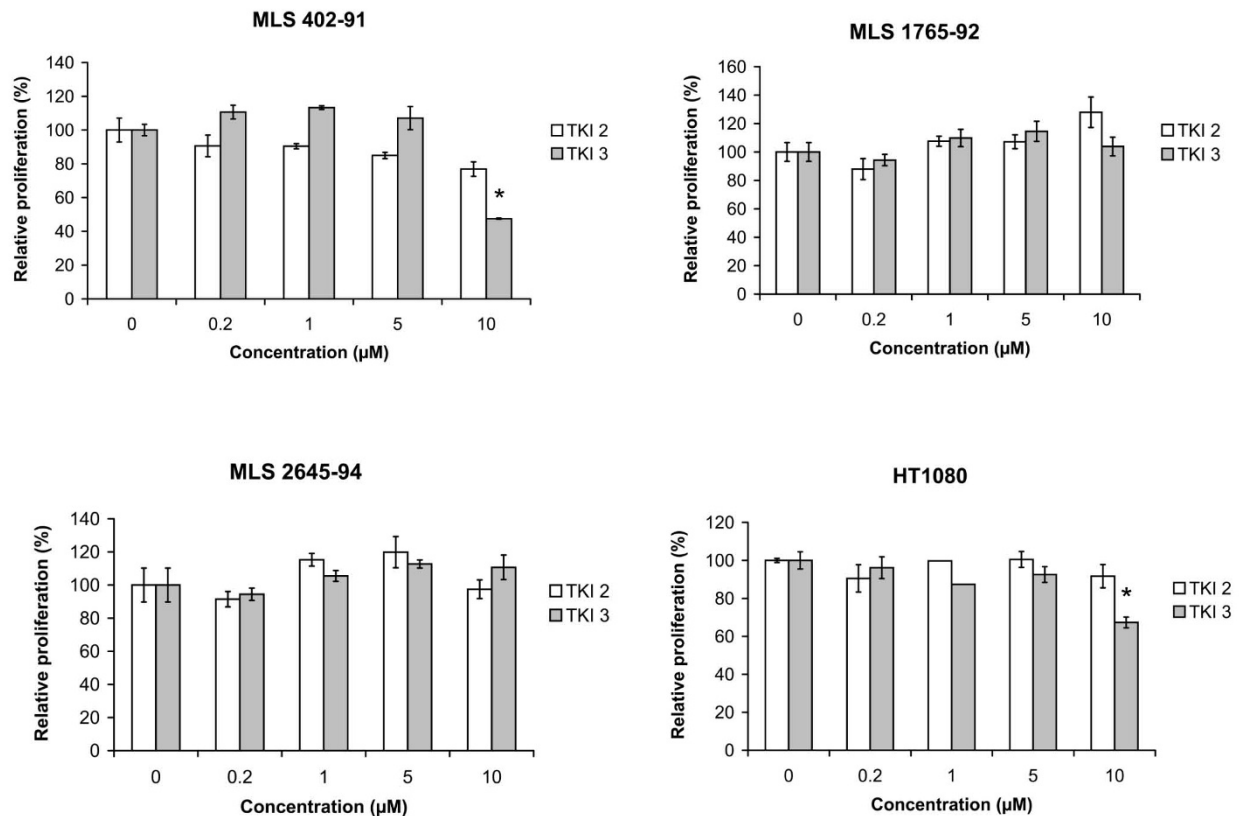 MLS 402-91
Relative proliferation (%)
140
120
100
80
60
40
20
0
*
0 0.2 1 5 10
Concentration (µM)
TKI 2
TKI 3
MLS 1765-92
Relative proliferation (%)
160
140
120
100
80
60
40
20
0
0 0.2 1 5 10
Concentration (µM)
TKI 2
TKI 3
MLS 2645-94
Relative proliferation (%)
140
120
100
80
60
40
20
0
0 0.2 1 5 10
Concentration (µM)
TKI 2
TKI 3
HT1080
Relative proliferation (%)
120
100
80
60
40
20
0
*
0 0.2 1 5 10
Concentration (µM)
TKI 2
TKI 3